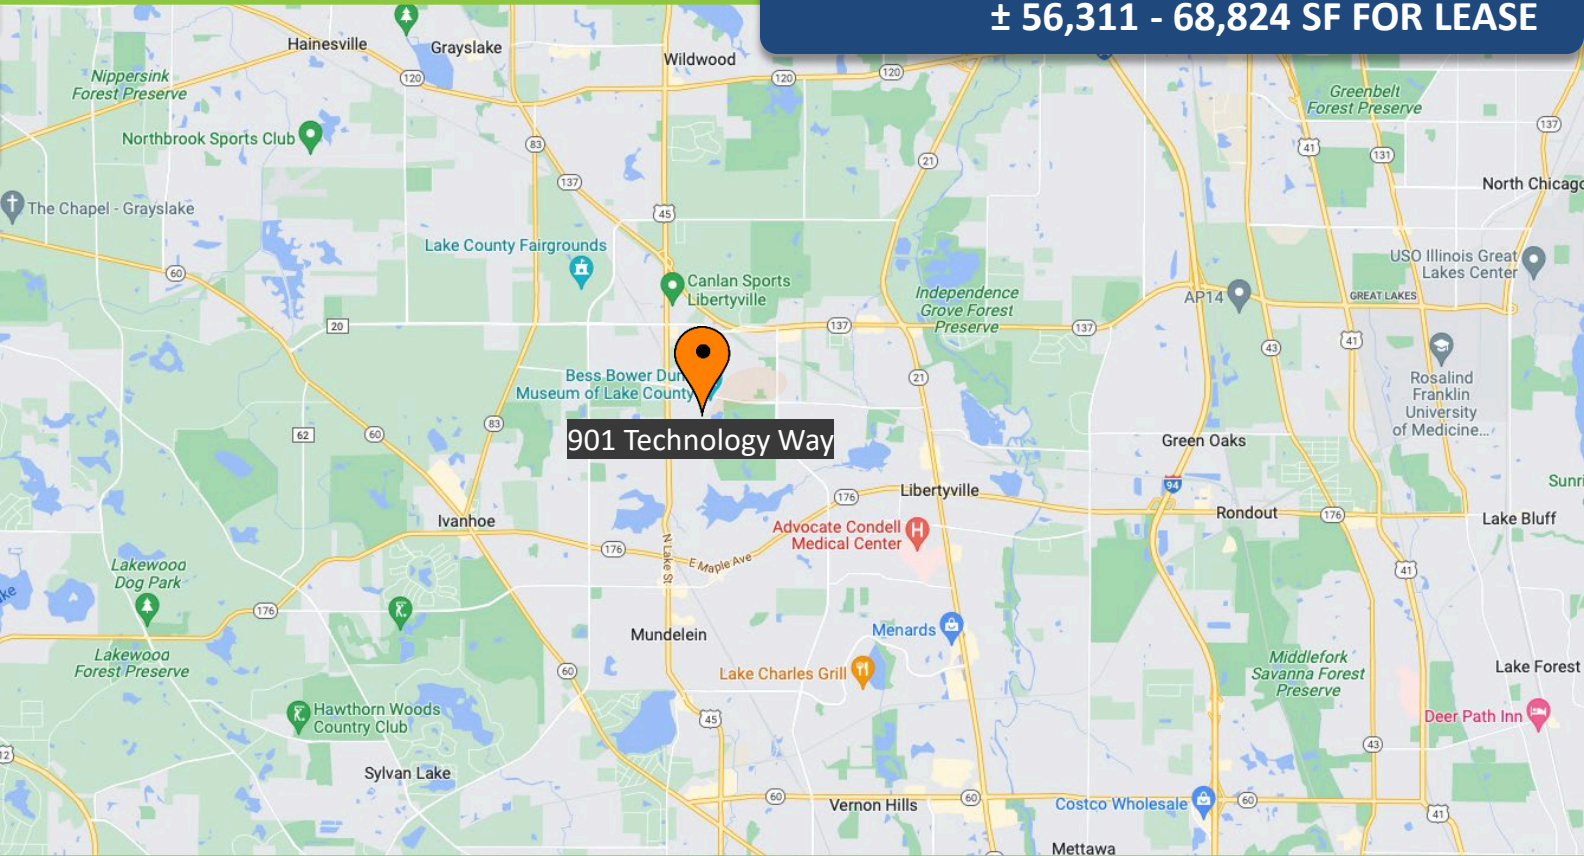 ± 56,311 - 68,824 SF FOR LEASE
Hainesville
Grayslake
Wildwood
120
120
120
Nippersink
Forest Preserve
Greenbelt
Forest Preserve
137
Northbrook Sports Club
83
41
131
21
137
North Chicago
The Chapel - Grayslake
45
Lake County Fairgrounds
60
Canlan Sports
Libertyville
USO Illinois Great
Lakes Center
Independence
Grove Forest
Preserve
AP14
GREAT LAKES
20
137
137
41
43
Bess Bower Dun
Museum of Lake County
21
Rosalind
Franklin
University
of Medicine...
83
62
60
901 Technology Way
Green Oaks
94
Sunri
176
Libertyville
Ivanhoe
Rondout
176
Lake Bluff
Advocate Condell
Medical Center
176
N Lake St
E Maple Ave
Lakewood
Dog Park
41
ke
176
Mundelein
Menards
Lakewood
Forest Preserve
60
Lake Charles Grill
Middlefork
Savanna Forest
Preserve
Lake Forest
Hawthorn Woods
Country Club
45
Deer Path Inn
12
43
Sylvan Lake
60
Vernon Hills
60
Costco Wholesale
60
41
Mettawa